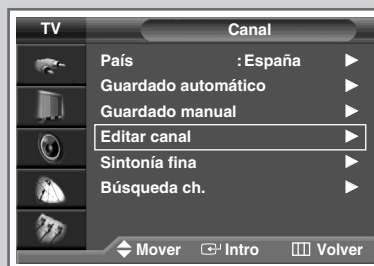 TV Canal
País : España
Guardado automático
Guardado manual
Editar canal
Sintonía fina
Búsqueda ch.
Mover Intro Volver